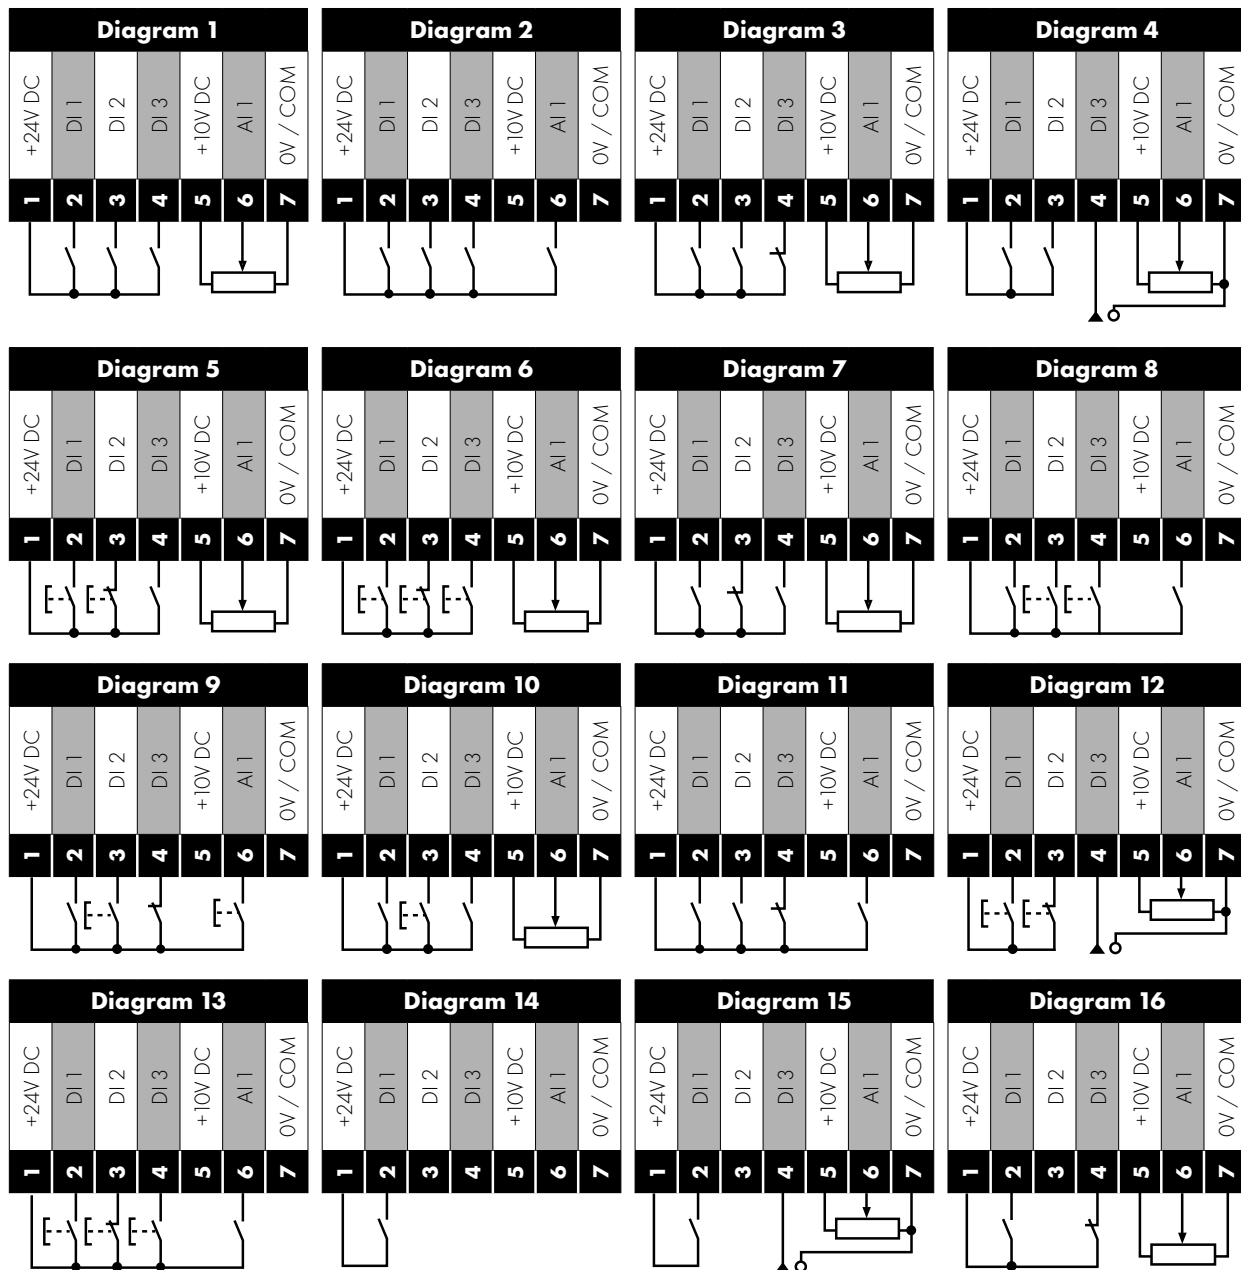 Diagram 1 Diagram 2 Diagram 3 Diagram 4
+24V DC DI 1 DI 2 DI 3 +10V DC AI 1 0V / COM +24V DC DI 1 DI 2 DI 3 +10V DC AI 1 0V / COM +24V DC DI 1 DI 2 DI 3 +10V DC AI 1 0V / COM +24V DC DI 1 DI 2 DI 3 +10V DC AI 1 0V / COM
1 2 3 4 5 6 7 1 2 3 4 5 6 7 1 2 3 4 5 6 7 1 2 3 4 5 6 7
Diagram 5 Diagram 6 Diagram 7 Diagram 8
+24V DC DI 1 DI 2 DI 3 +10V DC AI 1 0V / COM +24V DC DI 1 DI 2 DI 3 +10V DC AI 1 0V / COM +24V DC DI 1 DI 2 DI 3 +10V DC AI 1 0V / COM +24V DC DI 1 DI 2 DI 3 +10V DC AI 1 0V / COM
1 2 3 4 5 6 7 1 2 3 4 5 6 7 1 2 3 4 5 6 7 1 2 3 4 5 6 7
Diagram 9 Diagram 10 Diagram 11 Diagram 12
+24V DC DI 1 DI 2 DI 3 +10V DC AI 1 0V / COM +24V DC DI 1 DI 2 DI 3 +10V DC AI 1 0V / COM +24V DC DI 1 DI 2 DI 3 +10V DC AI 1 0V / COM +24V DC DI 1 DI 2 DI 3 +10V DC AI 1 0V / COM
1 2 3 4 5 6 7 1 2 3 4 5 6 7 1 2 3 4 5 6 7 1 2 3 4 5 6 7
Diagram 13 Diagram 14 Diagram 15 Diagram 16
+24V DC DI 1 DI 2 DI 3 +10V DC AI 1 0V / COM +24V DC DI 1 DI 2 DI 3 +10V DC AI 1 0V / COM +24V DC DI 1 DI 2 DI 3 +10V DC AI 1 0V / COM +24V DC DI 1 DI 2 DI 3 +10V DC AI 1 0V / COM
1 2 3 4 5 6 7 1 2 3 4 5 6 7 1 2 3 4 5 6 7 1 2 3 4 5 6 7